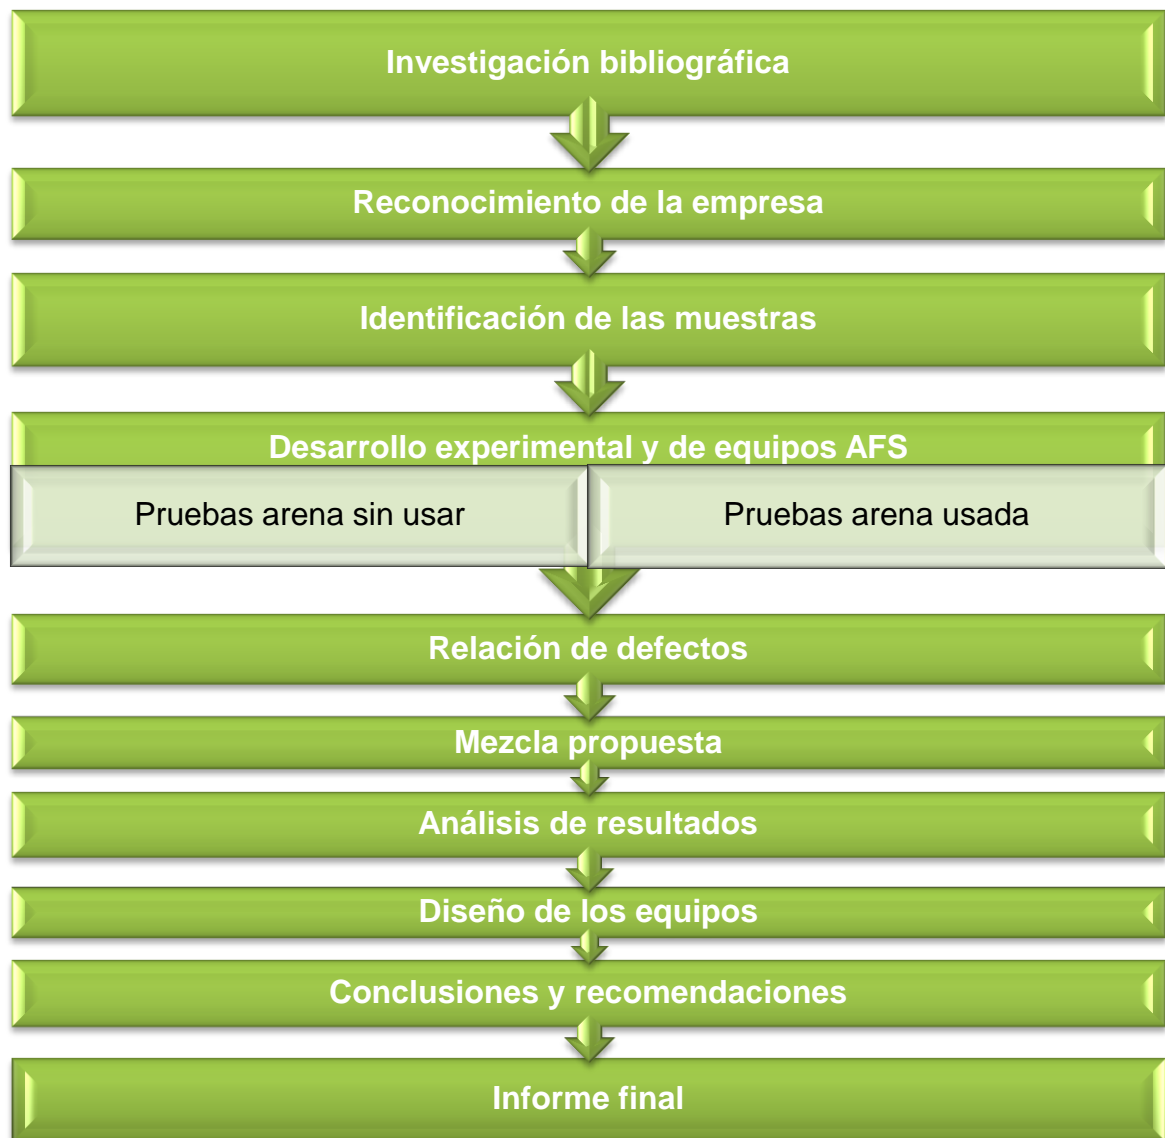 Investigación bibliográfica
Reconocimiento de la empresa
Identificación de las muestras
Desarrollo experimental y de equipos AFS
Pruebas arena sin usar
Pruebas arena usada
Relación de defectos
Mezcla propuesta
Análisis de resultados
Diseño de los equipos
Conclusiones y recomendaciones
Informe final